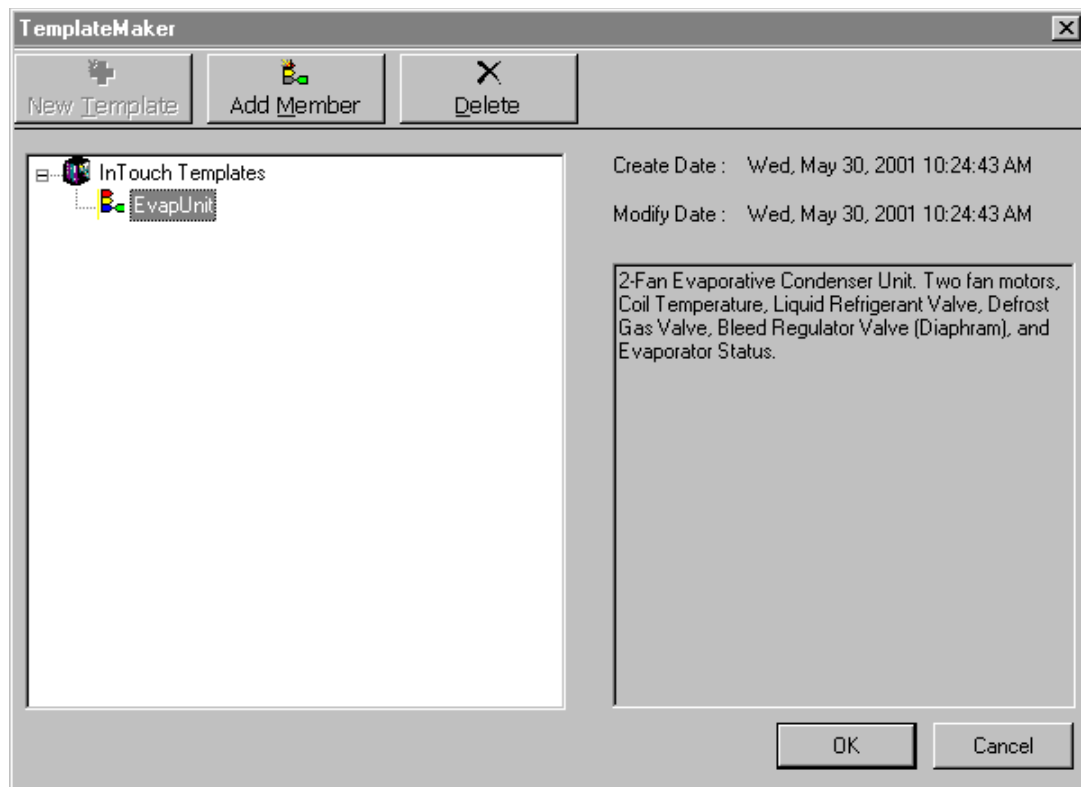 TemplateMaker
New Template
Add Member
Delete
InTouch Templates
EvapUnit
Create Date : Wed, May 30, 2001 10:24:43 AM
Modify Date : Wed, May 30, 2001 10:24:43 AM
2-Fan Evaporative Condenser Unit. Two fan motors,
Coil Temperature, Liquid Refrigerant Valve, Defrost
Gas Valve, Bleed Regulator Valve (Diaphram), and
Evaporator Status.
OK
Cancel